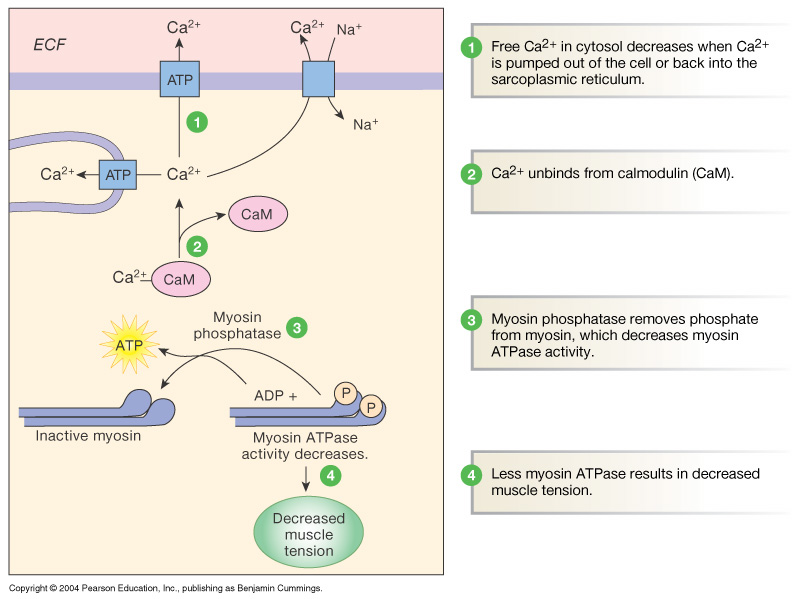 ECF
Ca2+
Ca2+ Na+
ATP
Na+
1
Ca2+ ATP Ca2+
CaM
2
Ca2+ CaM
Myosin
phosphatase 3
ATP
ADP +
P
P
Inactive myosin
Myosin ATPase
activity decreases.
4
Decreased
muscle
tension
1 Free Ca2+ in cytosol decreases when Ca2+
is pumped out of the cell or back into the
sarcoplasmic reticulum.
2 Ca2+ unbinds from calmodulin (CaM).
3 Myosin phosphatase removes phosphate
from myosin, which decreases myosin
ATPase activity.
4 Less myosin ATPase results in decreased
muscle tension.
Copyright © 2004 Pearson Education, Inc., publishing as Benjamin Cummings.